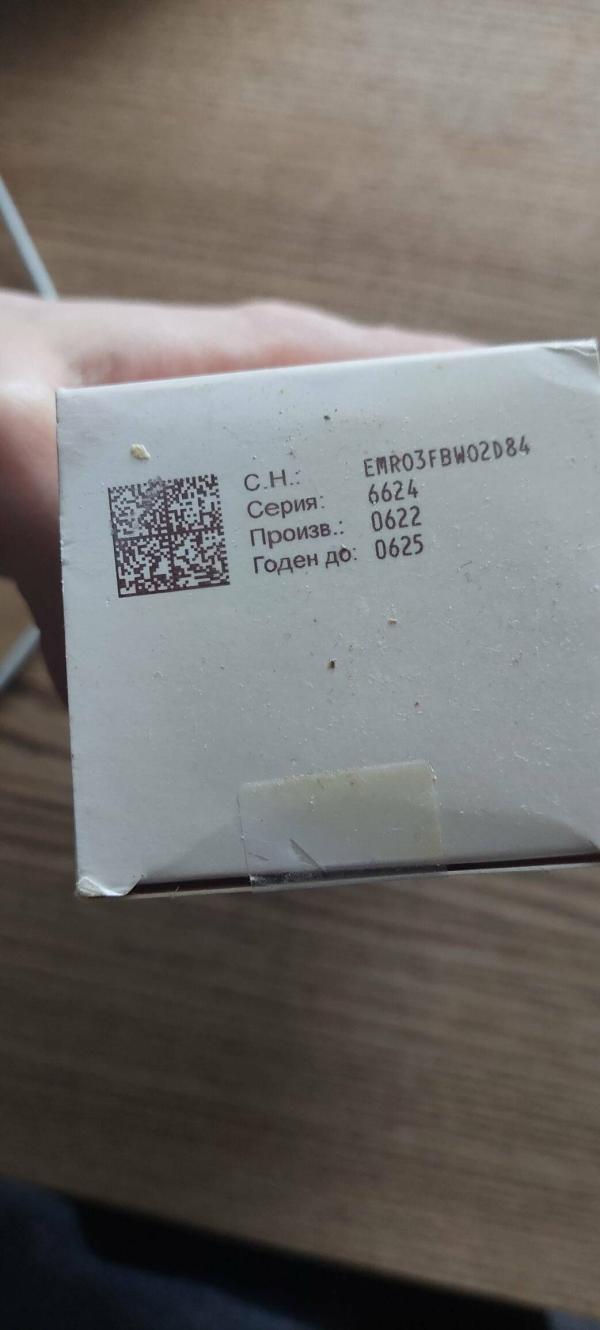 С.Н.: EMR03FBW02D84
Серия: 6624
Произв.: 0622
Годен до: 0625